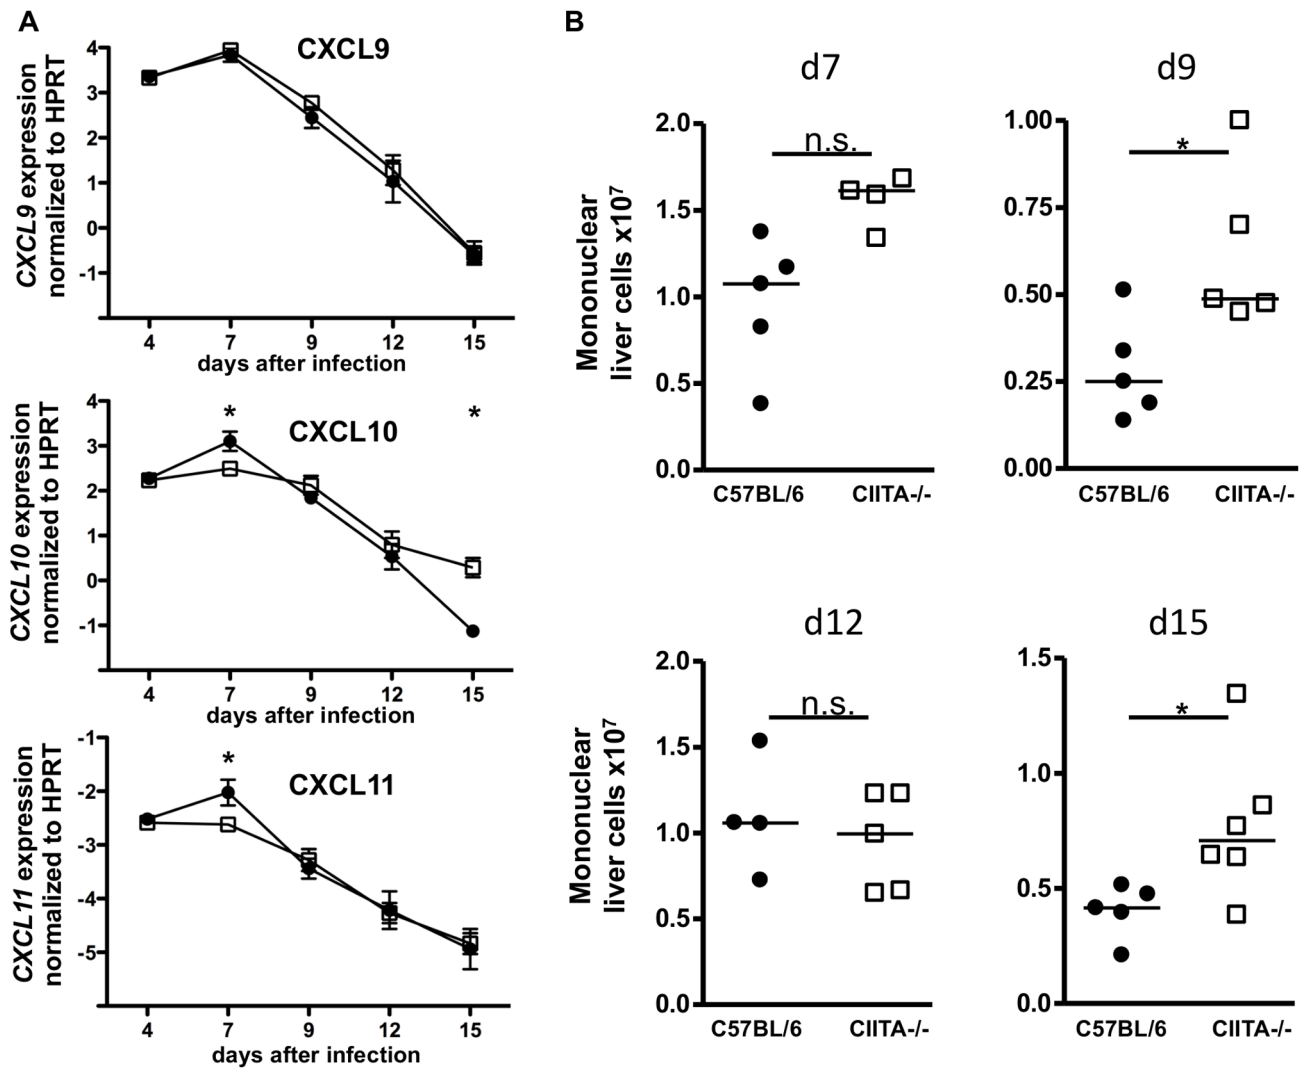 A
CXCL9 expression
normalized to HPRT
CXCL9
4
3
2
1
0
-1
4 7 9 12 15
days after infection
CXCL10 expression
normalized to HPRT
CXCL10
* *
4
3
2
1
0
-1
4 7 9 12 15
days after infection
CXCL11 expression
normalized to HPRT
CXCL11
*
-1
-2
-3
-4
-5
4 7 9 12 15
days after infection
B
d7
Mononuclear
liver cells x10⁷
n.s.
2.0
1.5
1.0
0.5
0.0
C57BL/6 CIITA-/-
d9
*
1.00
0.75
0.50
0.25
0.00
C57BL/6 CIITA-/-
d12
Mononuclear
liver cells x10⁷
n.s.
2.0
1.5
1.0
0.5
0.0
C57BL/6 CIITA-/-
d15
*
1.5
1.0
0.5
0.0
C57BL/6 CIITA-/-